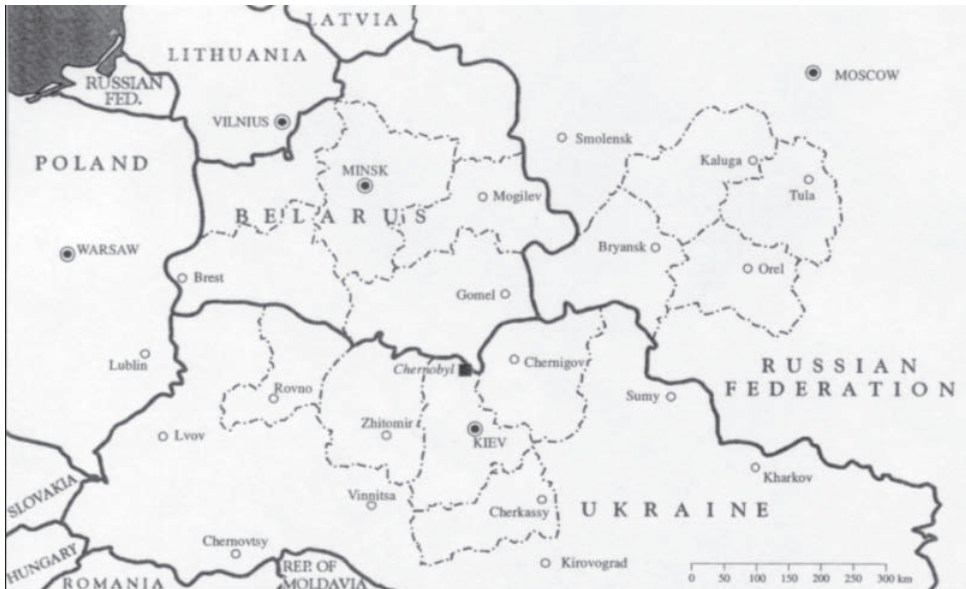 LATVIA
LITHUANIA
RUSSIAN
FED.
MOSCOW
VILNIUS
Smolensk
POLAND
Kaluga
MINSK
Tula
Mogilev
BELARUS
WARSAW
Bryansk
Orel
Brest
Gomel
Lublin
Chernobyl
Chernigov
RUSSIAN
FEDERATION
Rovno
Sumy
Lvov
Zhitomir
KIEV
SLOVAKIA
Kharkov
Vinnitsa
Cherkassy
UKRAINE
HUNGARY
Chernovtsy
REP. OF
MOLDAVIA
Kirovograd
ROMANIA
0 50 100 150 200 250 300 km